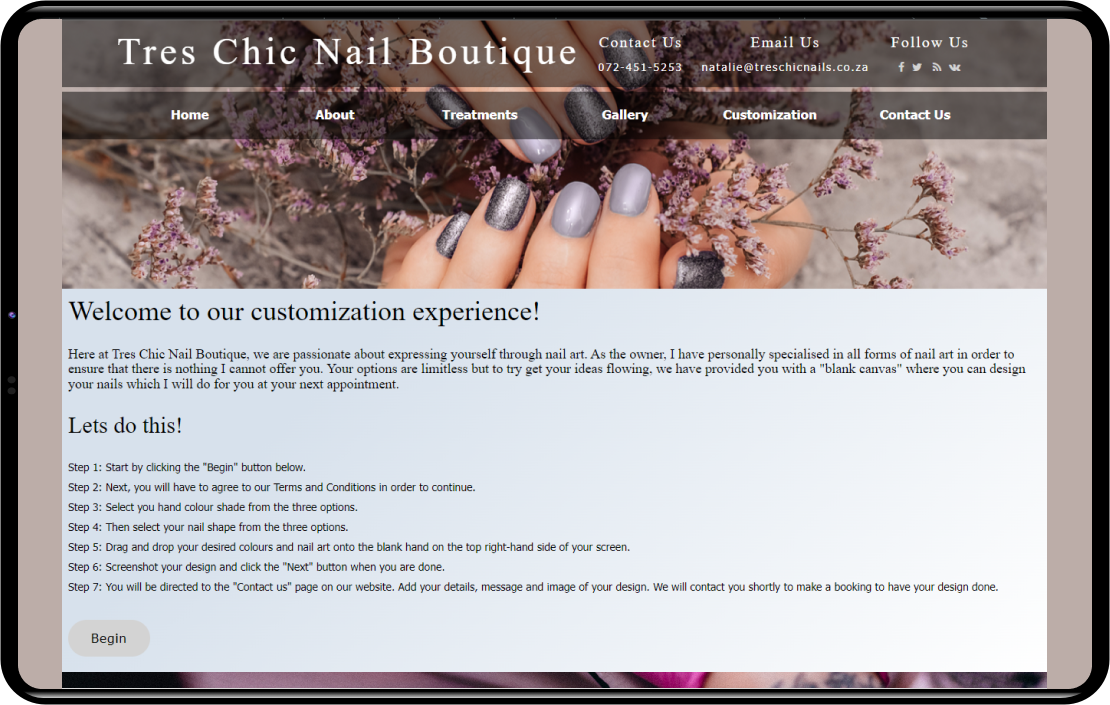 Tres Chic Nail Boutique
Contact Us
072-451-5253
Email Us
natalie@treschicnails.co.za
Follow Us
Home About Treatments Gallery Customization Contact Us
Welcome to our customization experience!
Here at Tres Chic Nail Boutique, we are passionate about expressing yourself through nail art. As the owner, I have personally specialised in all forms of nail art in order to
ensure that there is nothing I cannot offer you. Your options are limitless but to try get your ideas flowing, we have provided you with a "blank canvas" where you can design
your nails which I will do for you at your next appointment.
Lets do this!
Step 1: Start by clicking the "Begin" button below.
Step 2: Next, you will have to agree to our Terms and Conditions in order to continue.
Step 3: Select you hand colour shade from the three options.
Step 4: Then select your nail shape from the three options.
Step 5: Drag and drop your desired colours and nail art onto the blank hand on the top right-hand side of your screen.
Step 6: Screenshot your design and click the "Next" button when you are done.
Step 7: You will be directed to the "Contact us" page on our website. Add your details, message and image of your design. We will contact you shortly to make a booking to have your design done.
Begin